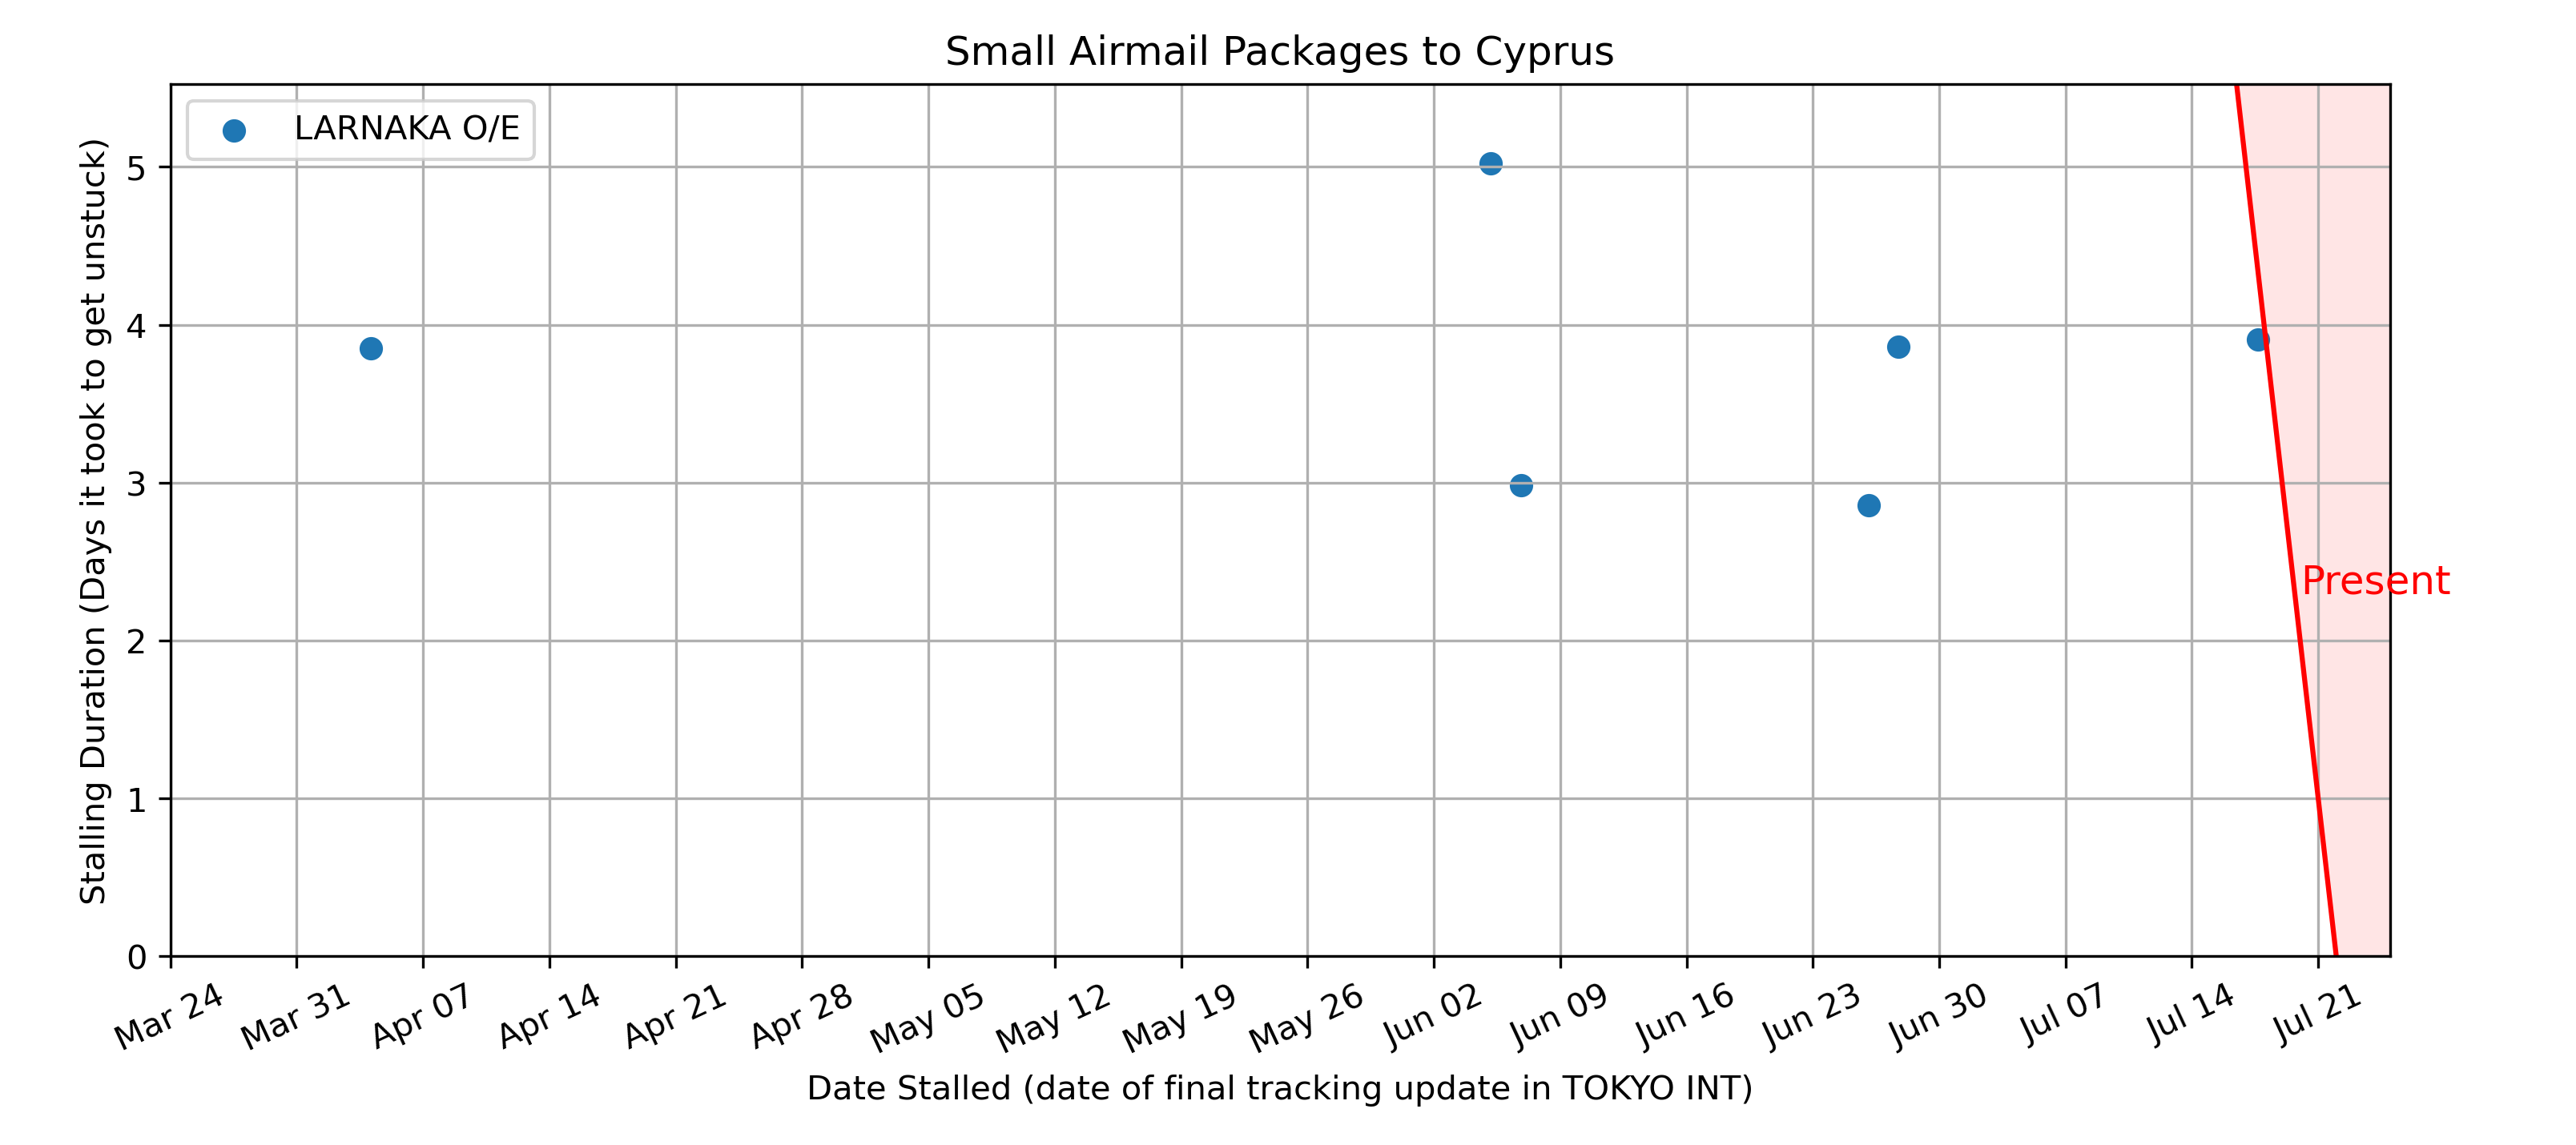 Small Airmail Packages to Cyprus
LARNAKA O/E
Stalling Duration (Days it took to get unstuck)
5
4
3
2
1
0
Present
Mar 24 Mar 31 Apr 07 Apr 14 Apr 21 Apr 28 May 05 May 12 May 19 May 26 Jun 02 Jun 09 Jun 16 Jun 23 Jun 30 Jul 07 Jul 14 Jul 21
Date Stalled (date of final tracking update in TOKYO INT)